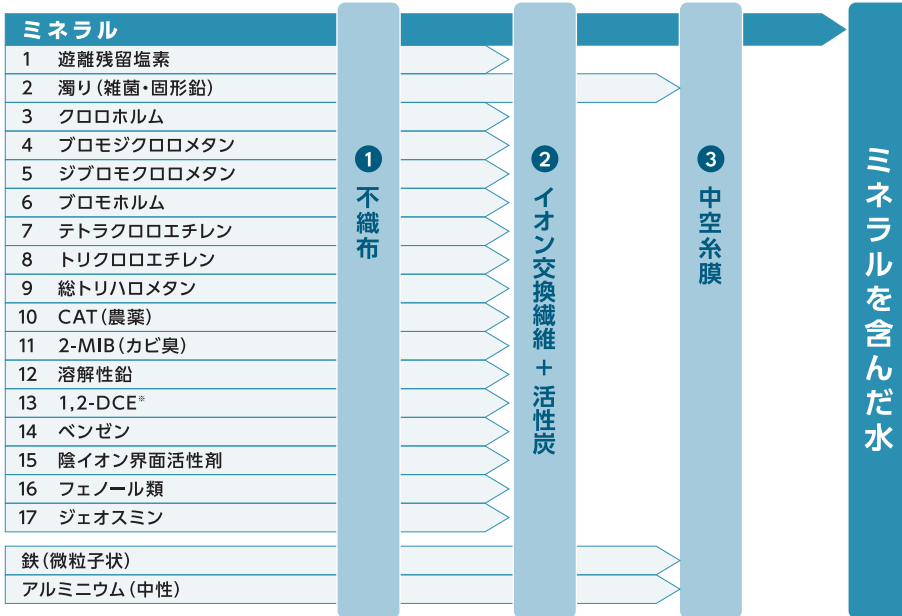 ミネラル
1 遊離残留塩素
2 濁り(雑菌・固形鉛)
3 クロロホルム
4 ブロモジクロロメタン
5 ジブロモクロロメタン
6 ブロモホルム
7 テトラクロロエチレン
8 トリクロロエチレン
9 総トリハロメタン
10 CAT(農薬)
11 2-MIB(カビ臭)
12 溶解性鉛
13 1,2-DCE※
14 ベンゼン
15 陰イオン界面活性剤
16 フェノール類
17 ジェオスミン
鉄(微粒子状)
アルミニウム(中性)
❶ 不織布
❷ イオン交換繊維+活性炭
❸ 中空糸膜
ミネラルを含んだ水